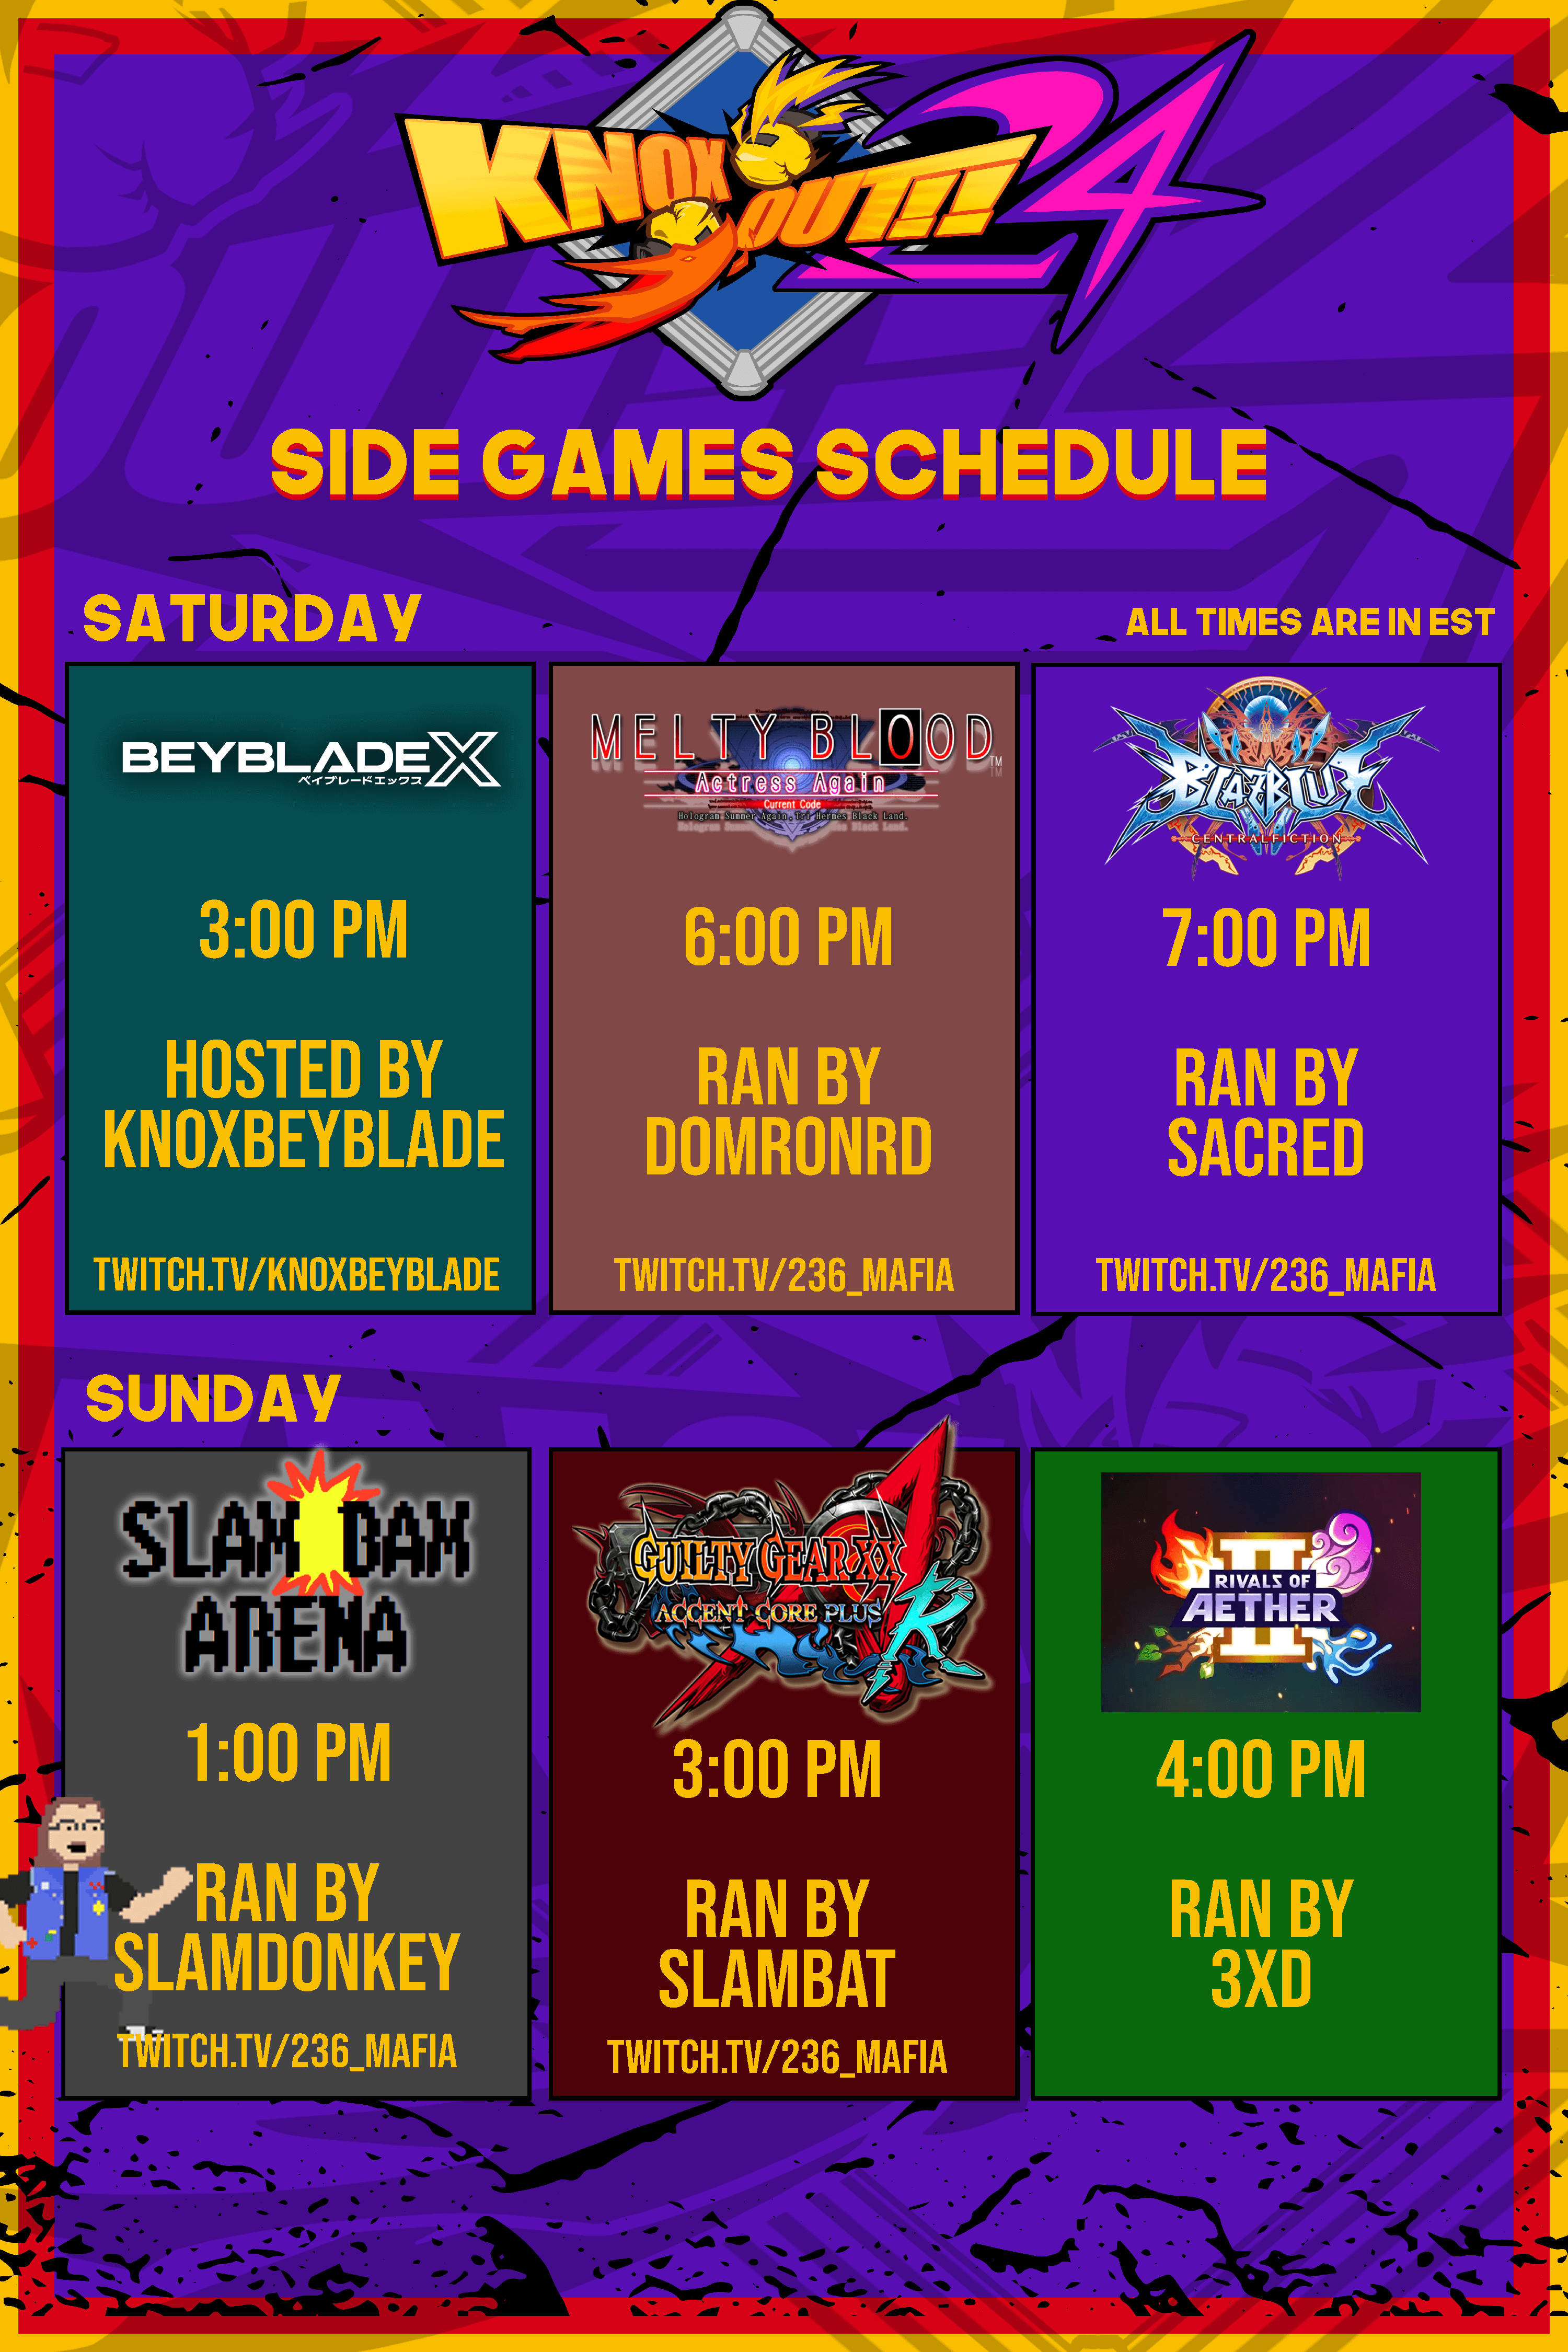 KNOX OUT!!! 24
SIDE GAMES SCHEDULE
SATURDAY
ALL TIMES ARE IN EST
BEYBLADE X
ベイブレードエックス
3:00 PM
HOSTED BY
KNOXBEYBLADE
TWITCH.TV/KNOXBEYBLADE
MELTY BLOOD
TM
Actress Again
Current Code
Hologram Summer Again,Tri Hermes Black Land.
6:00 PM
RAN BY
DOMRONRD
TWITCH.TV/236_MAFIA
BLAZBLUE
CENTRALFICTION
7:00 PM
RAN BY
SACRED
TWITCH.TV/236_MAFIA
SUNDAY
SLAM BAM
ARENA
1:00 PM
RAN BY
SLAMDONKEY
TWITCH.TV/236_MAFIA
GUILTY GEAR XX
ACCENT CORE PLUS R
3:00 PM
RAN BY
SLAMBAT
TWITCH.TV/236_MAFIA
II
RIVALS OF
AETHER
4:00 PM
RAN BY
3XD